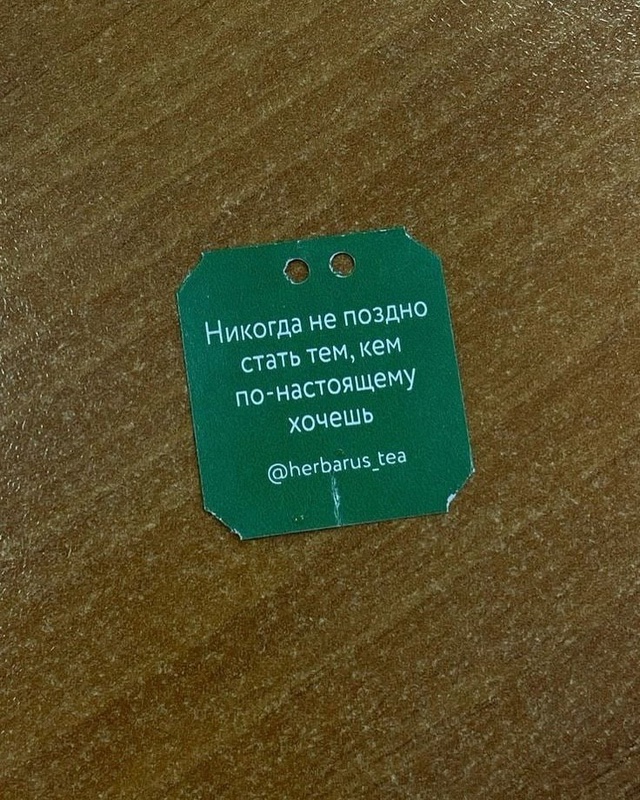 Никогда не поздно
стать тем, кем
по-настоящему
хочешь
@herbarus_tea